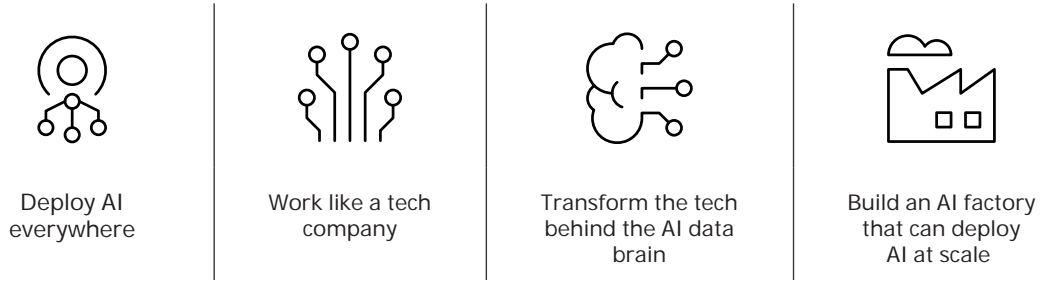 Deploy AI
everywhere
Work like a tech
company
Transform the tech
behind the AI data
brain
Build an AI factory
that can deploy
AI at scale